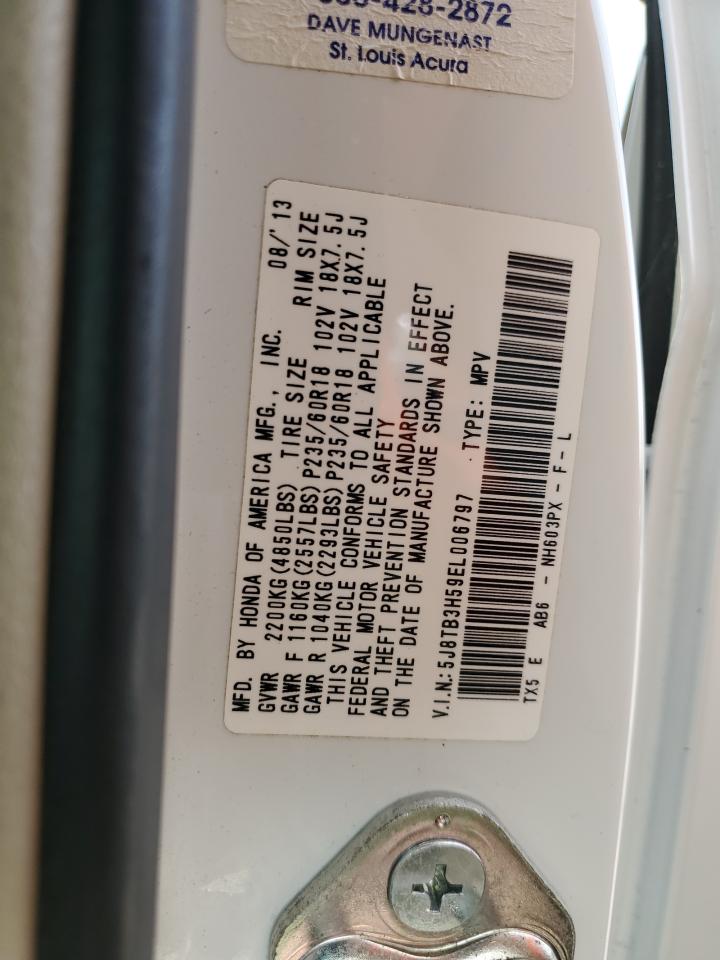 -428-2872
DAVE MUNGENAST
St. Louis Acura
MFD. BY HONDA OF AMERICA MFG., INC. 08/'13
GVWR 2200KG(4850LBS) TIRE SIZE RIM SIZE
GAWR F 1160KG(2557LBS) P235/60R18 102V 18X7.5J
GAWR R 1040KG(2293LBS) P235/60R18 102V 18X7.5J
THIS VEHICLE CONFORMS TO ALL APPLICABLE
FEDERAL MOTOR VEHICLE SAFETY
AND THEFT PREVENTION STANDARDS IN EFFECT
ON THE DATE OF MANUFACTURE SHOWN ABOVE.
V.I.N.: 5J8TB3H59EL006797 TYPE: MPV
TX5 E AB6 - NH603PX - F - L